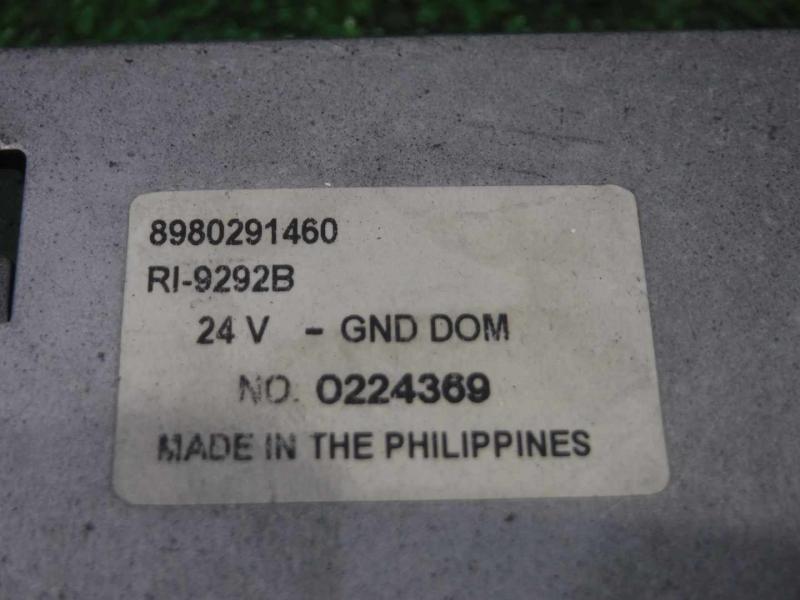 8980291460
RI-9292B
24 V - GND DOM
NO. 0224369
MADE IN THE PHILIPPINES